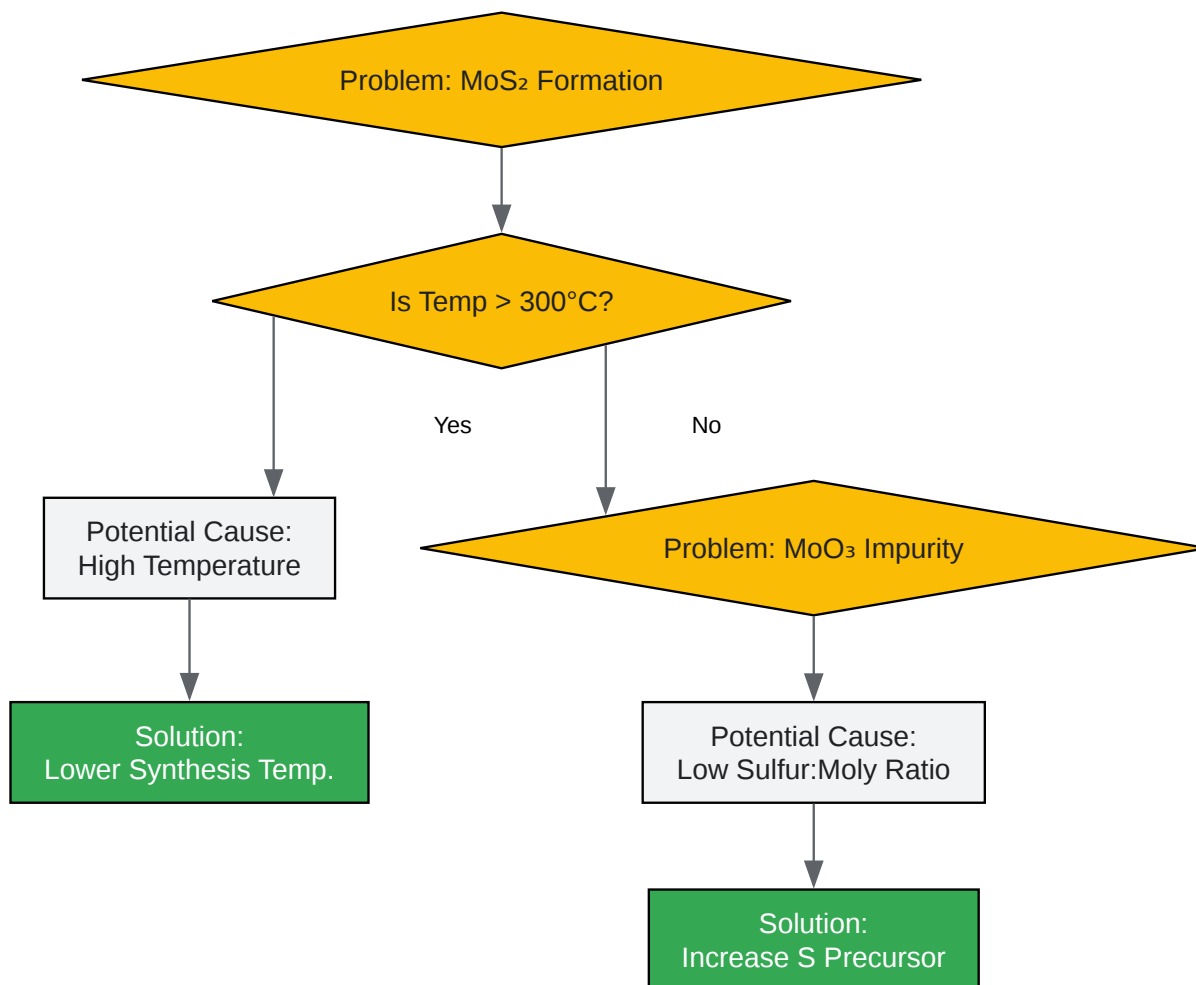 Problem: MoS₂ Formation
Is Temp > 300°C?
Yes
No
Potential Cause:
High Temperature
Problem: MoO₃ Impurity
Solution:
Lower Synthesis Temp.
Potential Cause:
Low Sulfur:Moly Ratio
Solution:
Increase S Precursor